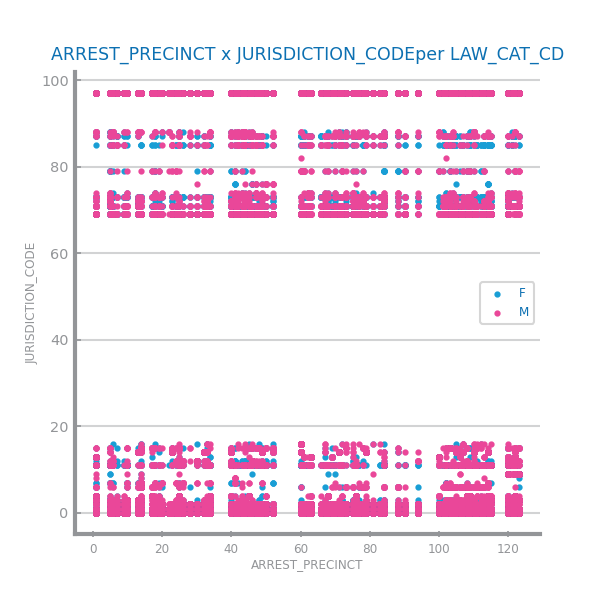 ARREST_PRECINCT x JURISDICTION_CODEper LAW_CAT_CD
100
80
60
40
20
0
JURISDICTION_CODE
F
M
0 20 40 60 80 100 120
ARREST_PRECINCT